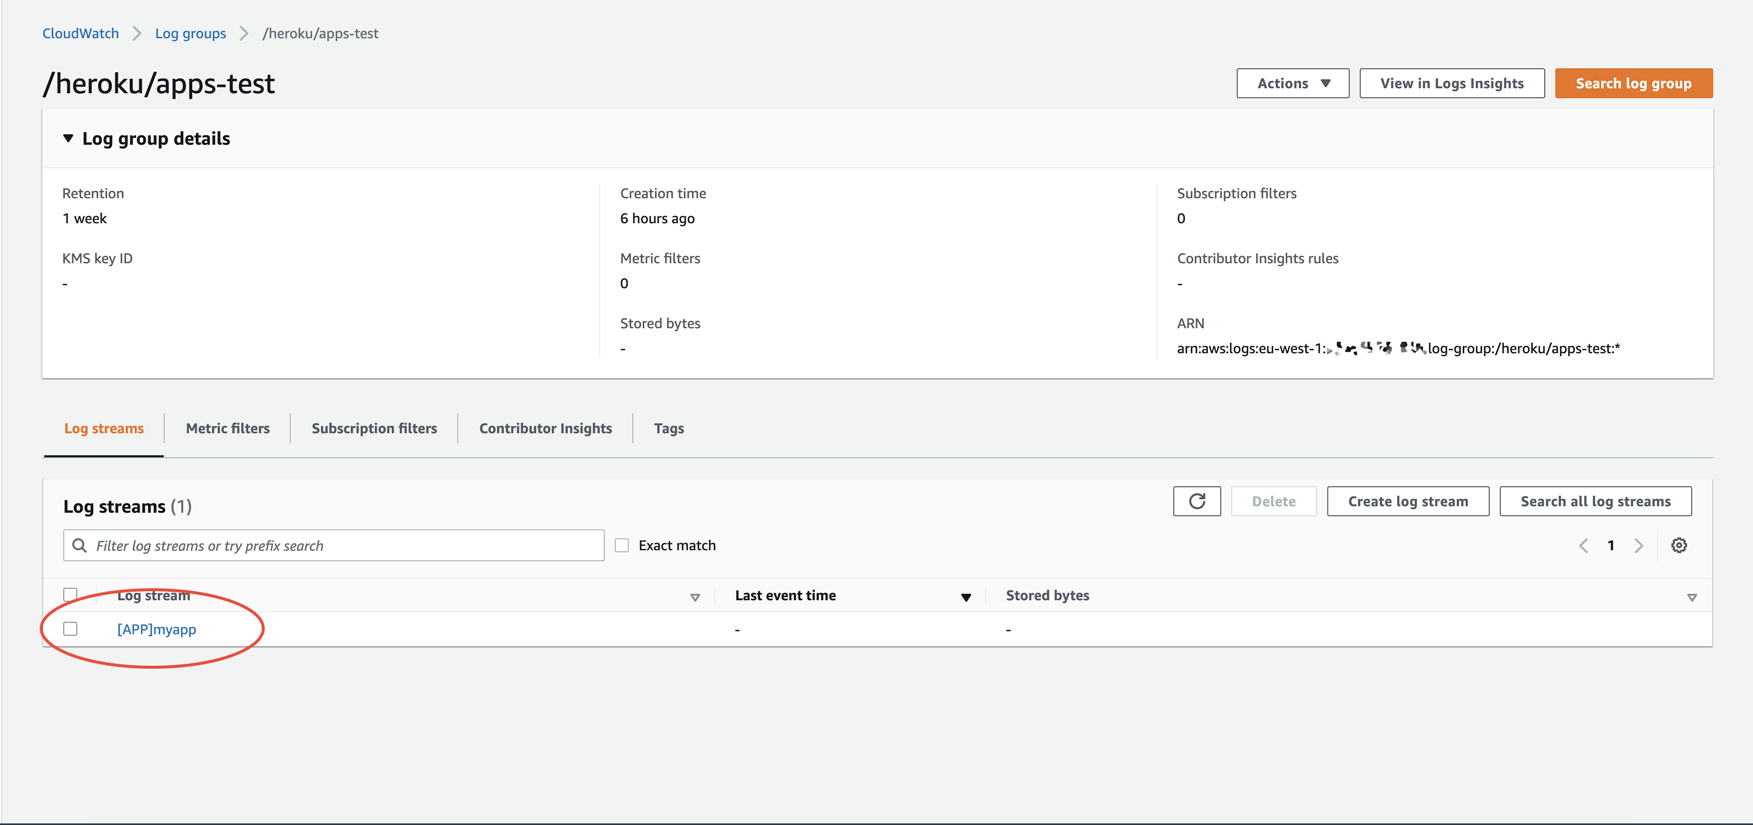 CloudWatch > Log groups > /heroku/apps-test
/heroku/apps-test
Actions ▼ View in Logs Insights Search log group
▼ Log group details
Retention
1 week
KMS key ID
-
Creation time
6 hours ago
Metric filters
0
Stored bytes
-
Subscription filters
0
Contributor Insights rules
-
ARN
arn:aws:logs:eu-west-1: log-group:/heroku/apps-test:*
Log streams Metric filters Subscription filters Contributor Insights Tags
Log streams (1)
Delete Create log stream Search all log streams
Filter log streams or try prefix search Exact match
1
Log stream Last event time Stored bytes
[APP]myapp - -